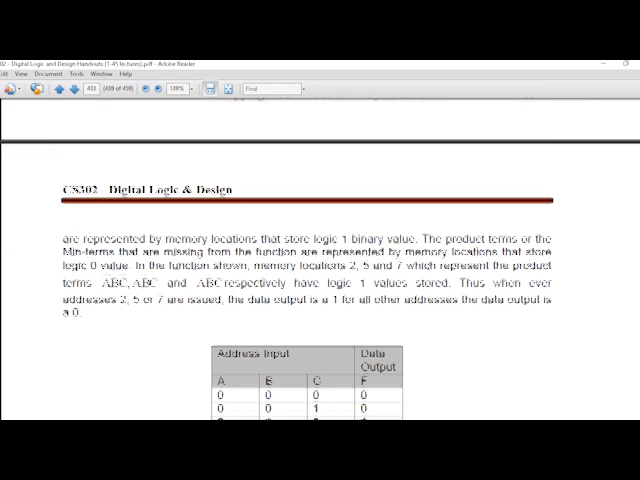 02 - Digital Logic and Design Handouts (1-45 lectures).pdf - Adobe Reader
Edit View Document Tools Window Help
433 (439 of 459) 139% Find
CS302 Digital Logic & Design
are represented by memory locations that store logic 1 binary value. The product terms or the
Min-terms that are missing from the function are represented by memory locations that store
logic 0 value. In the function shown, memory locations 2, 5 and 7 which represent the product
terms ABC, ABC and ABC respectively have logic 1 values stored. Thus when ever
addresses 2, 5 or 7 are issued, the data output is a 1 for all other addresses the data output is
a 0.
Address Input Data
Output
A B C F
0 0 0 0
0 0 1 0